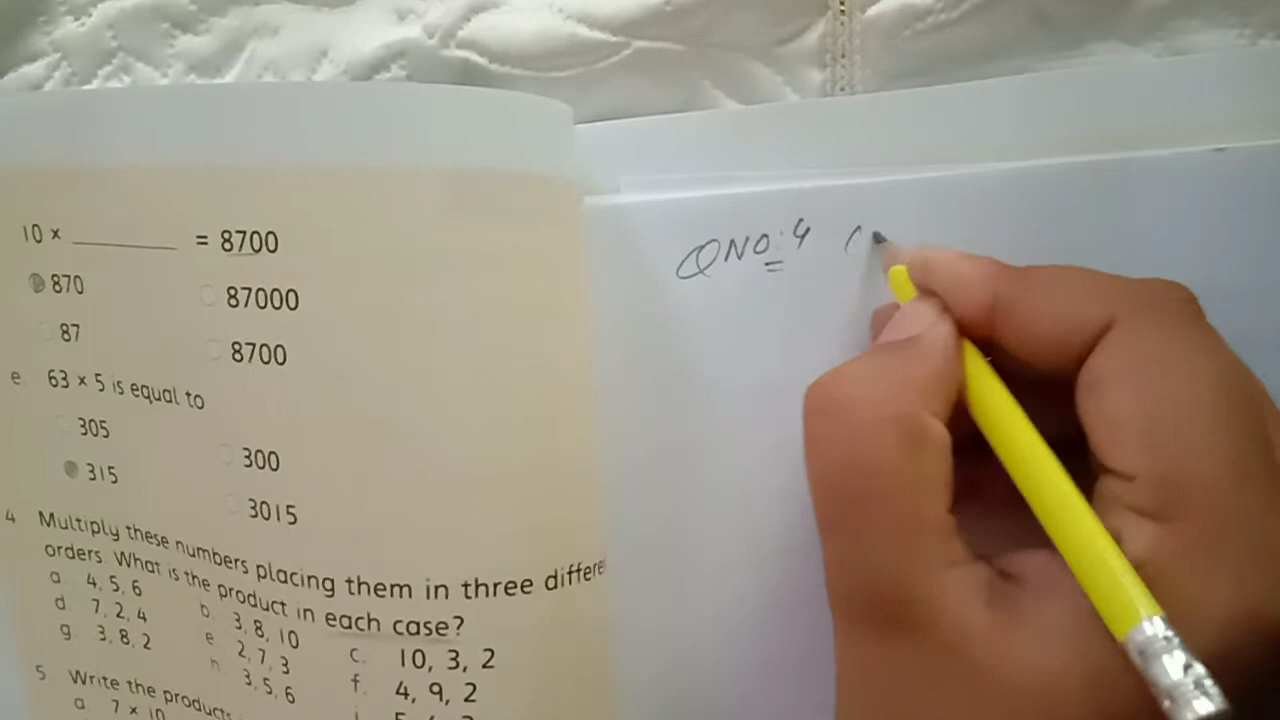 10 × ________ = 8700
870
87000
87
8700
e 63 × 5 is equal to
305
300
315
3015
4 Multiply these numbers placing them in three differe
orders. What is the product in each case?
a. 4, 5, 6
b. 3, 8, 10
c. 10, 3, 2
d. 7, 2, 4
e 2, 7, 3
f. 4, 9, 2
g. 3, 8, 2
h. 3, 5, 6
5 Write the products
a. 7 × 10
QNO:4 (